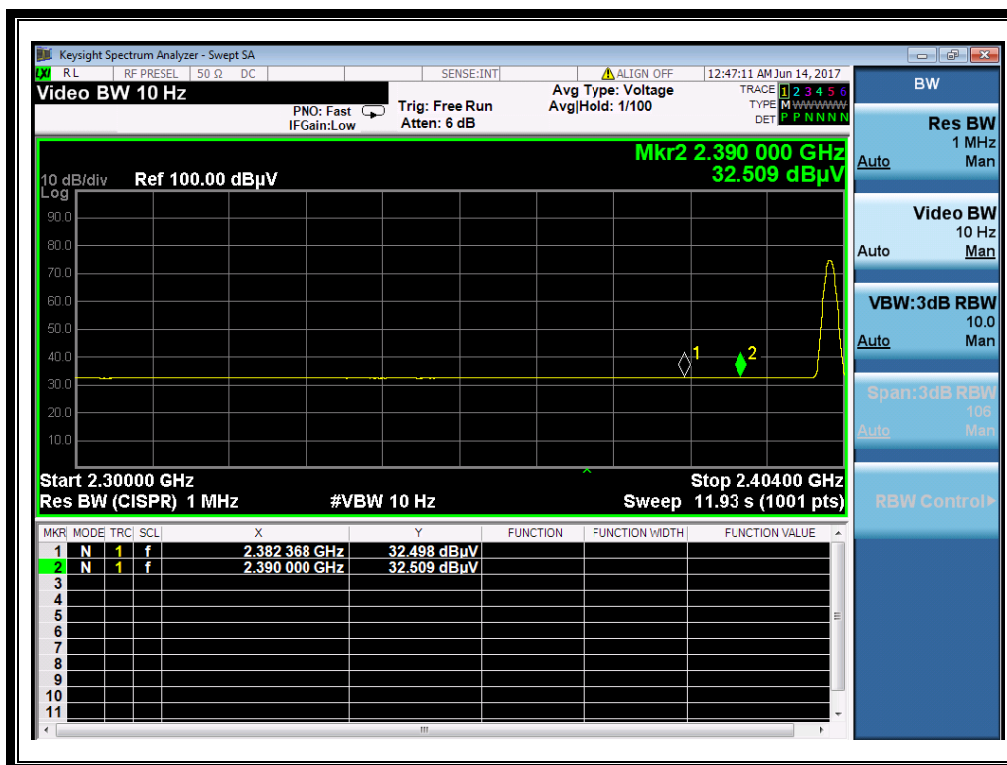 Keysight Spectrum Analyzer - Swept SA
LXI RL RF PRESEL 50 Ω DC SENSE:INT ALIGN OFF 12:47:11 AM Jun 14, 2017
Video BW 10 Hz
PNO: Fast
IFGain:Low
Trig: Free Run
Atten: 6 dB
Avg Type: Voltage
Avg|Hold: 1/100
TRACE 1 2 3 4 5 6
TYPE M WWWWW
DET P P N N N N
Mkr2 2.390 000 GHz
32.509 dBµV
10 dB/div Ref 100.00 dBµV
Log
90.0
80.0
70.0
60.0
50.0
40.0
30.0
20.0
10.0
1
2
Start 2.30000 GHz Stop 2.40400 GHz
Res BW (CISPR) 1 MHz #VBW 10 Hz Sweep 11.93 s (1001 pts)
MKR MODE TRC SCL X Y FUNCTION FUNCTION WIDTH FUNCTION VALUE
1 N 1 f 2.382 368 GHz 32.498 dBµV
2 N 1 f 2.390 000 GHz 32.509 dBµV
3
4
5
6
7
8
9
10
11
BW
Res BW
1 MHz
Auto Man
Video BW
10 Hz
Auto Man
VBW:3dB RBW
10.0
Auto Man
Span:3dB RBW
106
Auto Man
RBW Control